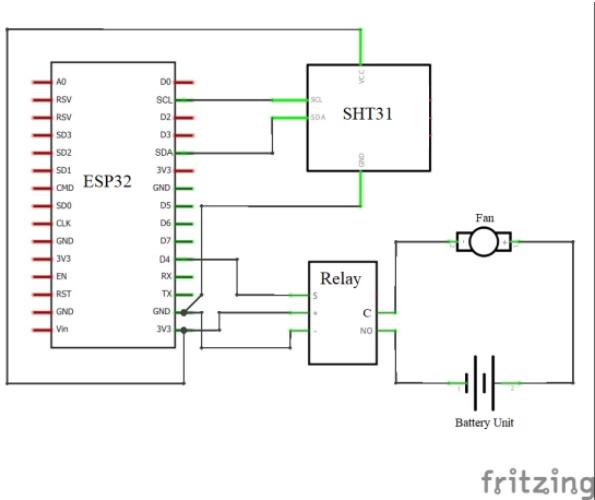 A0
RSV
RSV
SD3
SD2
SD1
CMD
SD0
CLK
GND
3V3
EN
RST
GND
Vin
ESP32
D0
SCL
D2
D3
SDA
3V3
GND
D5
D6
D7
D4
RX
TX
GND
3V3
VCC
SCL
SDA
SHT31
GND
Relay
S
+
-
C
NO
Fan
- +
1 2
Battery Unit
fritzing